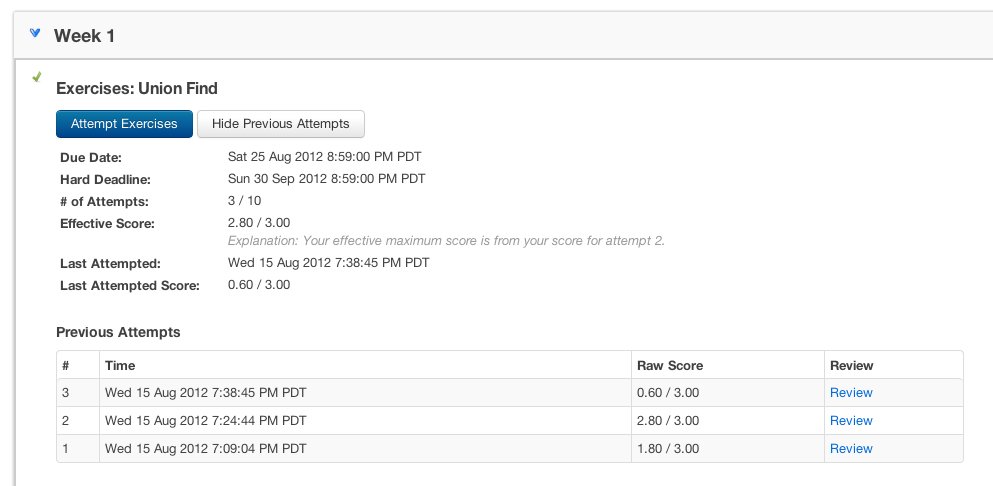 Week 1
Exercises: Union Find
Attempt Exercises Hide Previous Attempts
Due Date: Sat 25 Aug 2012 8:59:00 PM PDT
Hard Deadline: Sun 30 Sep 2012 8:59:00 PM PDT
# of Attempts: 3 / 10
Effective Score: 2.80 / 3.00
Explanation: Your effective maximum score is from your score for attempt 2.
Last Attempted: Wed 15 Aug 2012 7:38:45 PM PDT
Last Attempted Score: 0.60 / 3.00
Previous Attempts
# Time Raw Score Review
3 Wed 15 Aug 2012 7:38:45 PM PDT 0.60 / 3.00 Review
2 Wed 15 Aug 2012 7:24:44 PM PDT 2.80 / 3.00 Review
1 Wed 15 Aug 2012 7:09:04 PM PDT 1.80 / 3.00 Review